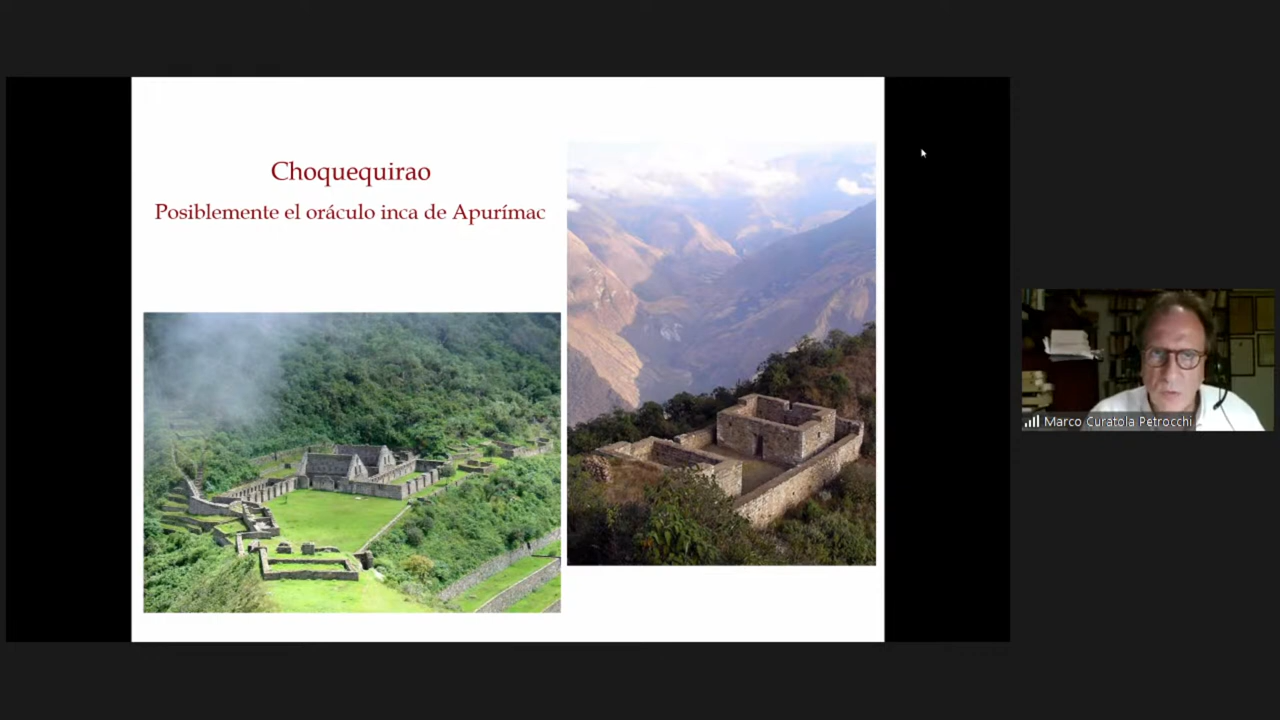 Choquequirao
Posiblemente el oráculo inca de Apurímac
Marco Curatola Petrocchi